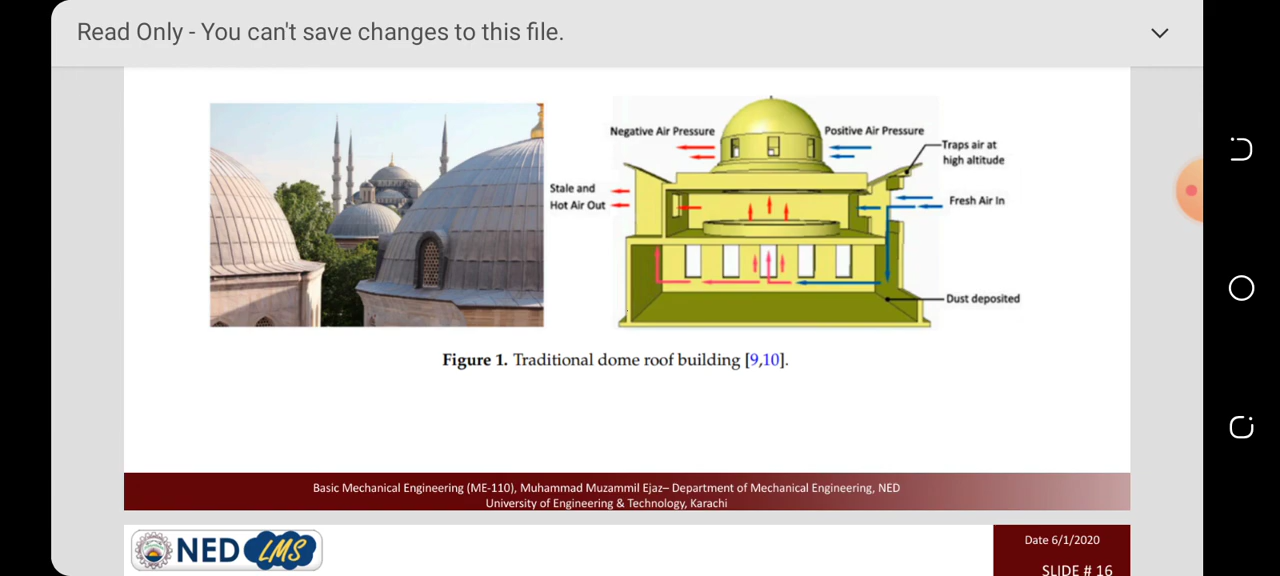 Read Only - You can't save changes to this file.
Negative Air Pressure
Positive Air Pressure
Traps air at
high altitude
Stale and
Hot Air Out
Fresh Air In
Dust deposited
Figure 1. Traditional dome roof building [9,10].
Basic Mechanical Engineering (ME-110), Muhammad Muzammil Ejaz– Department of Mechanical Engineering, NED
University of Engineering & Technology, Karachi
NED LMS
Date 6/1/2020
SLIDE # 16